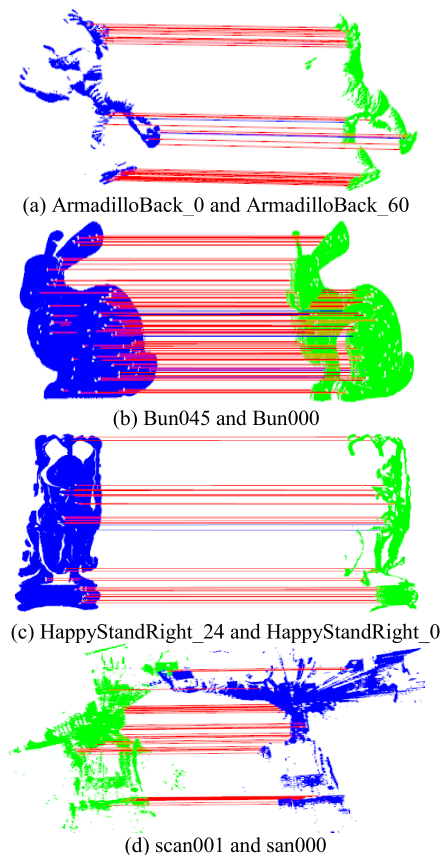 (a) ArmadilloBack_0 and ArmadilloBack_60
(b) Bun045 and Bun000
(c) HappyStandRight_24 and HappyStandRight_0
(d) scan001 and san000